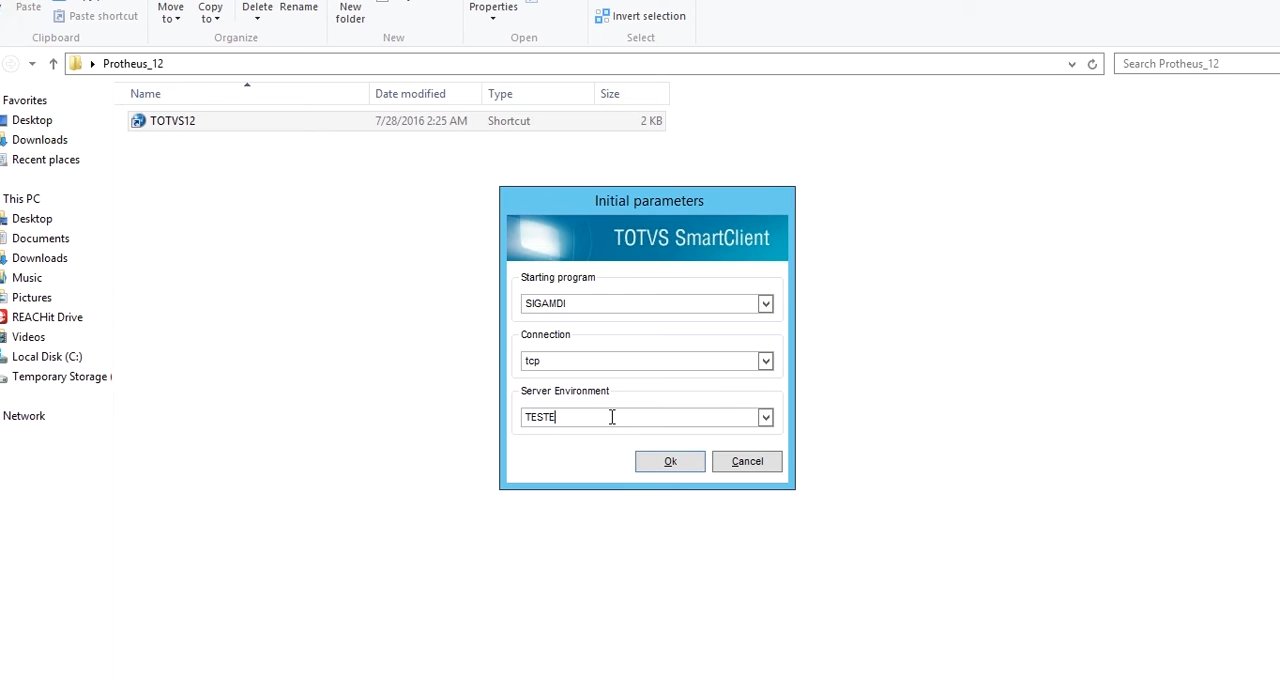 Paste
Paste shortcut
Clipboard
Move to
Copy to
Delete
Rename
Organize
New folder
New
Properties
Open
Invert selection
Select
Protheus_12
Search Protheus_12
Name Date modified Type Size
TOTVS12 7/28/2016 2:25 AM Shortcut 2 KB
Favorites
Desktop
Downloads
Recent places
This PC
Desktop
Documents
Downloads
Music
Pictures
REACHit Drive
Videos
Local Disk (C:)
Temporary Storage (
Network
Initial parameters
TOTVS SmartClient
Starting program
SIGAMDI
Connection
tcp
Server Environment
TESTE
Ok Cancel